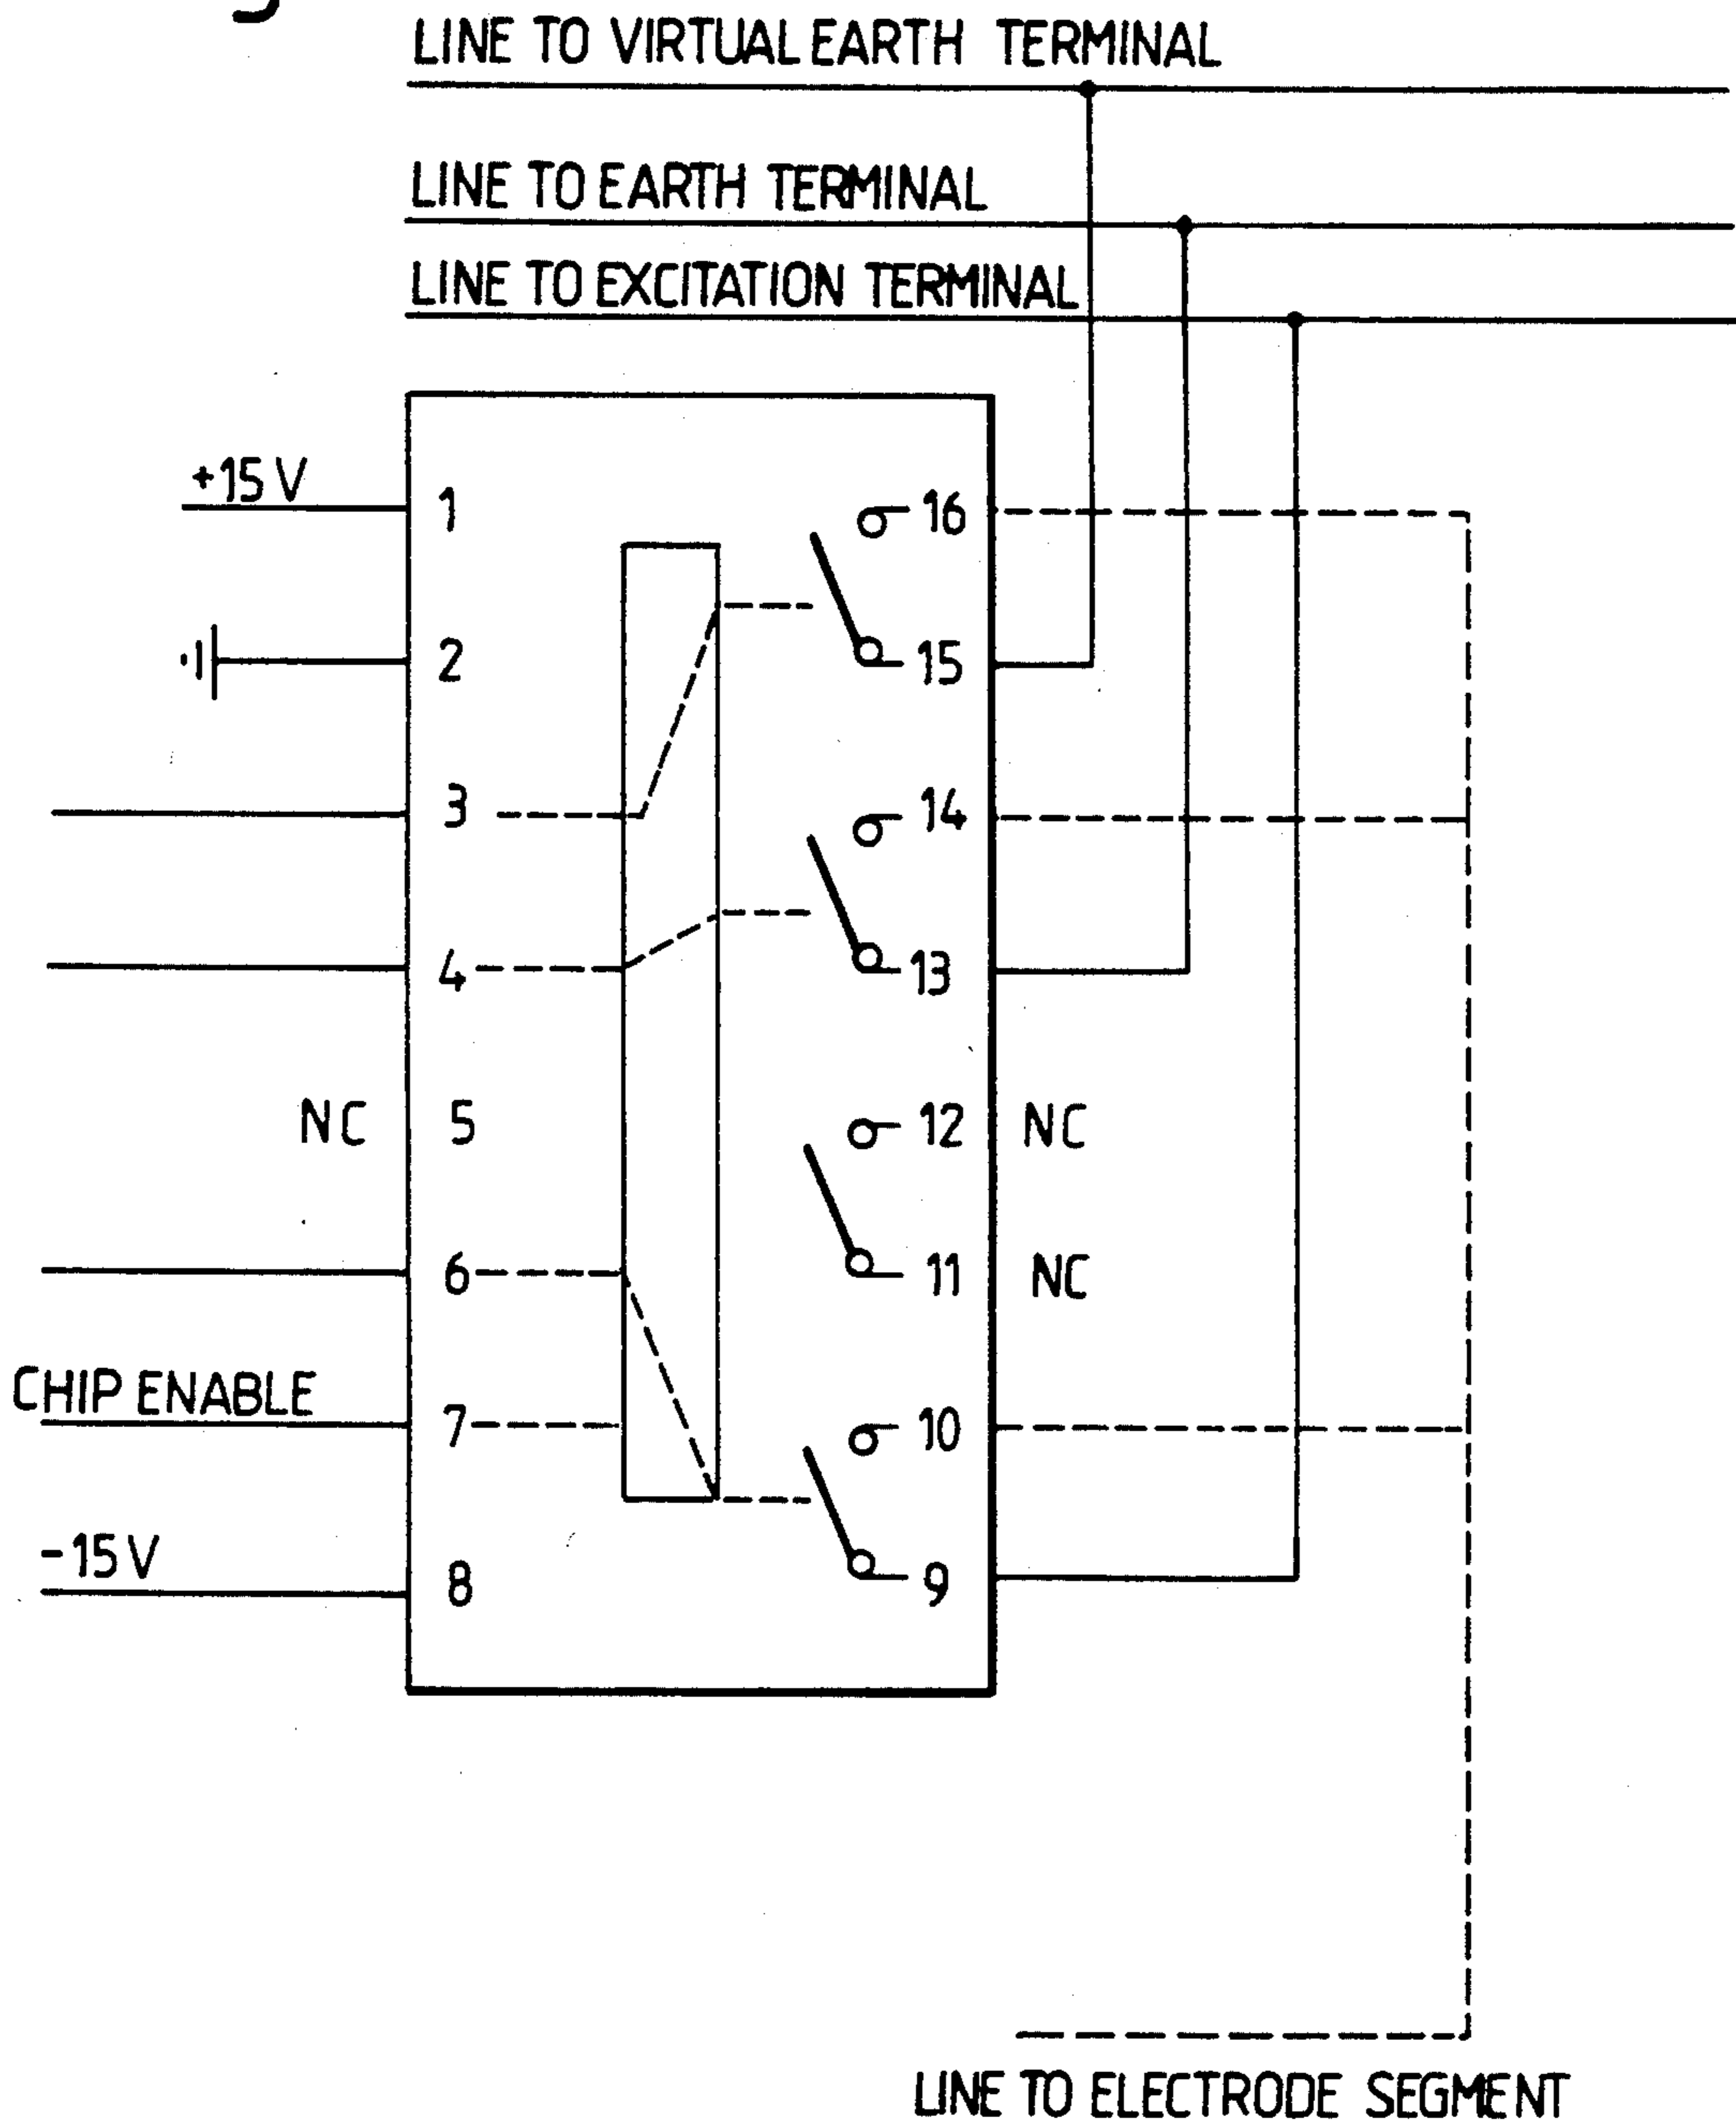 LINE TO VIRTUAL EARTH TERMINAL
LINE TO EARTH TERMINAL
LINE TO EXCITATION TERMINAL
+15 V 1 16
2 15
3 14
4 13
NC 5 12 NC
6 11 NC
CHIP ENABLE 7 10
-15 V 8 9
LINE TO ELECTRODE SEGMENT